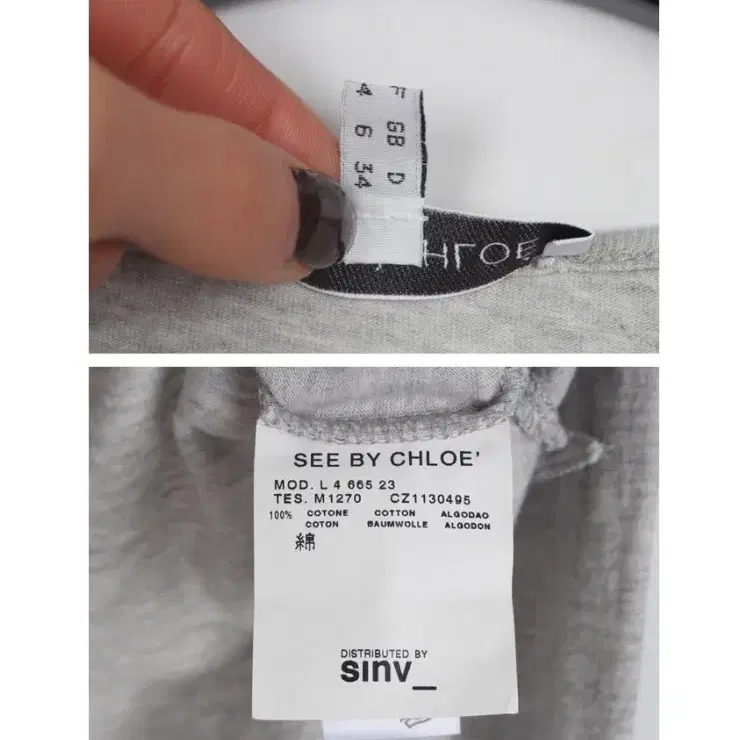 F GB D
4 6 34
HLOE
SEE BY CHLOE’
MOD. L 4 665 23
TES. M1270 CZ1130495
100% COTONE COTTON ALGODAO
COTON BAUMWOLLE ALGODON
綿
DISTRIBUTED BY
sinv_